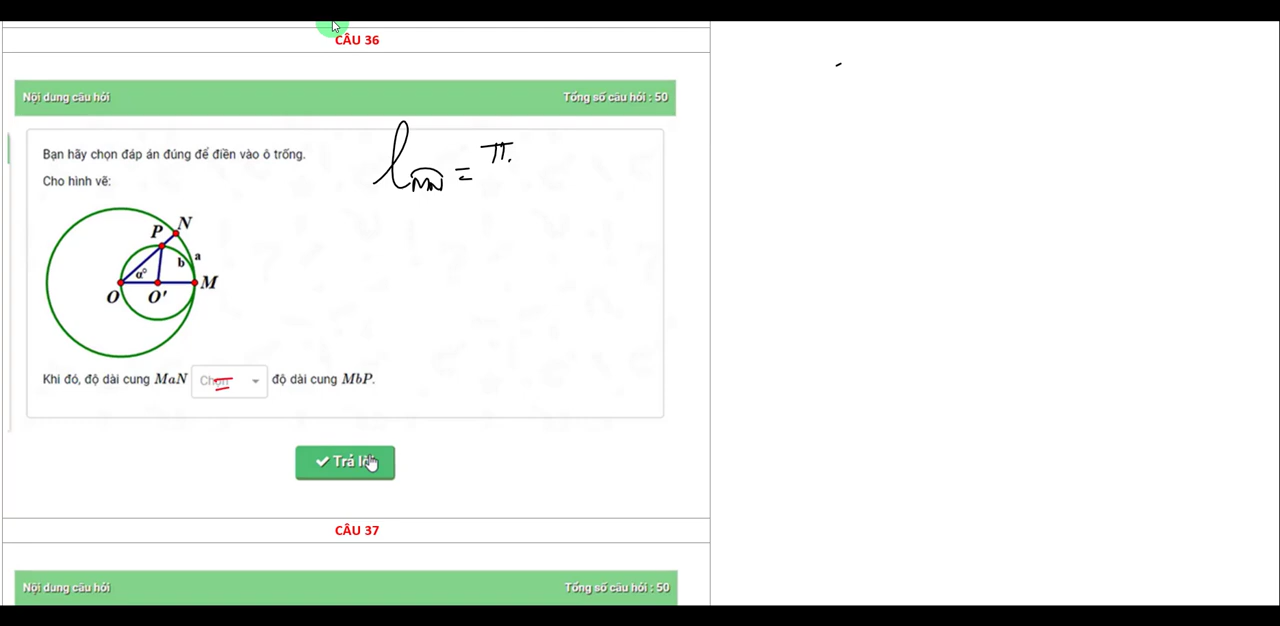 CÂU 36
Nội dung câu hỏi Tổng số câu hỏi : 50
Bạn hãy chọn đáp án đúng để điền vào ô trống.
Cho hình vẽ:
l MN = π.
P N
b a
α°
O O' M
Khi đó, độ dài cung MaN Chọn = độ dài cung MbP.
Trả lời
CÂU 37
Nội dung câu hỏi Tổng số câu hỏi : 50